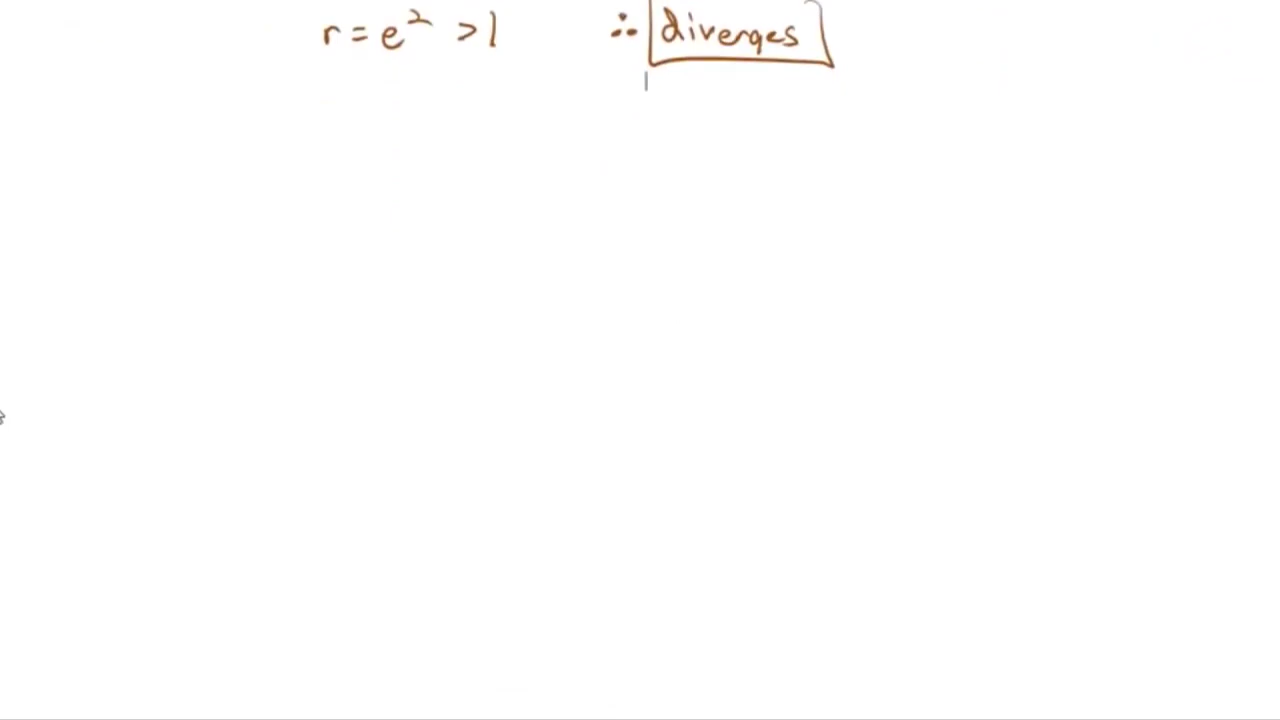 r = e² > 1 ∴ diverges